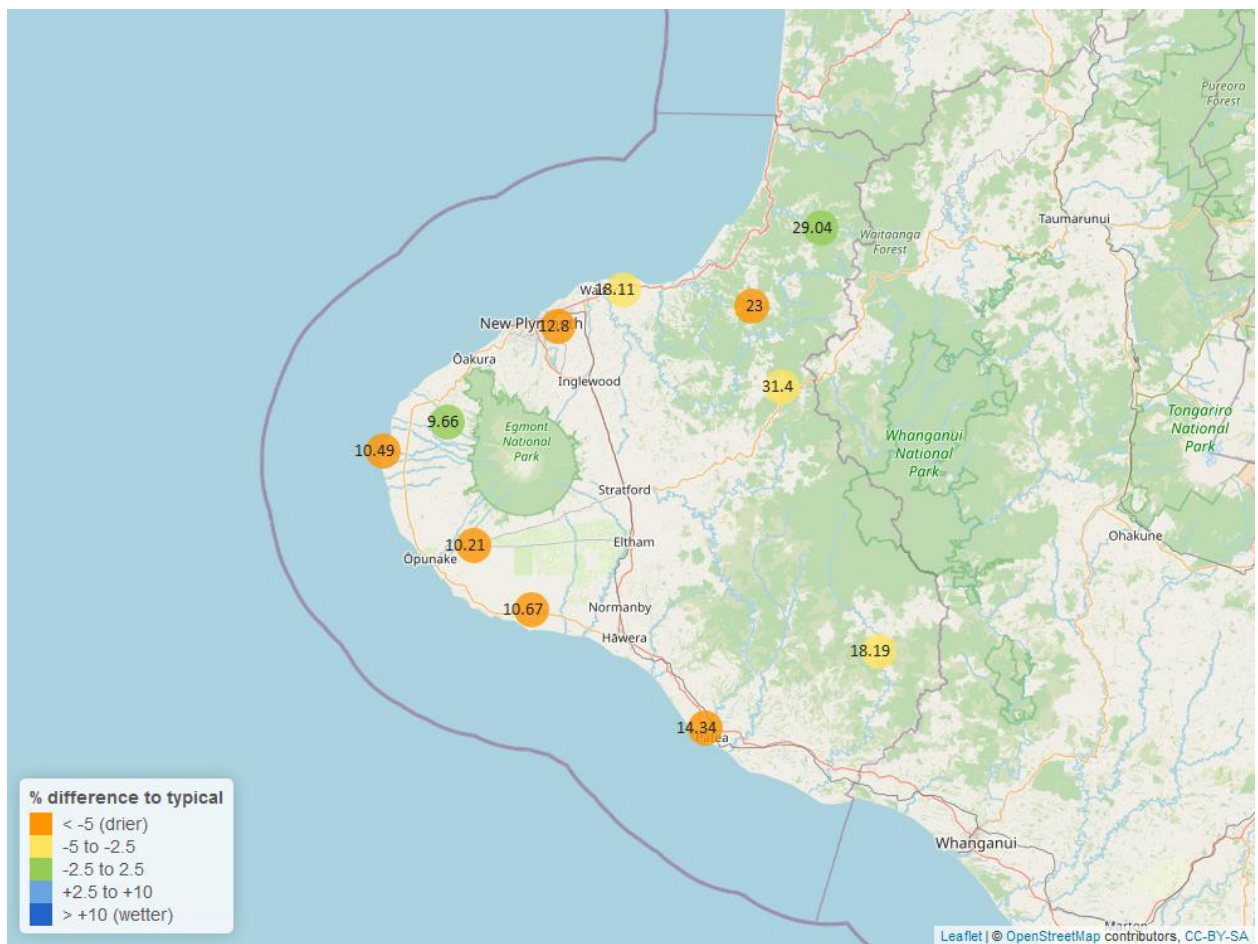 Pureora
Forest
Taumarunui
29.04
Waitaanga
Forest
Wait
18.11
23
New Plymouth
12.8
Ōakura
Inglewood
31.4
9.66
Egmont
National
Park
Whanganui
National
Park
Tongariro
National
Park
10.49
Stratford
10.21
Eltham
Ōpunake
Ohakune
10.67
Normanby
Hāwera
18.19
14.34
Patea
% difference to typical
< -5 (drier)
-5 to -2.5
-2.5 to 2.5
+2.5 to +10
> +10 (wetter)
Whanganui
Marton
Leaflet | © OpenStreetMap contributors, CC-BY-SA